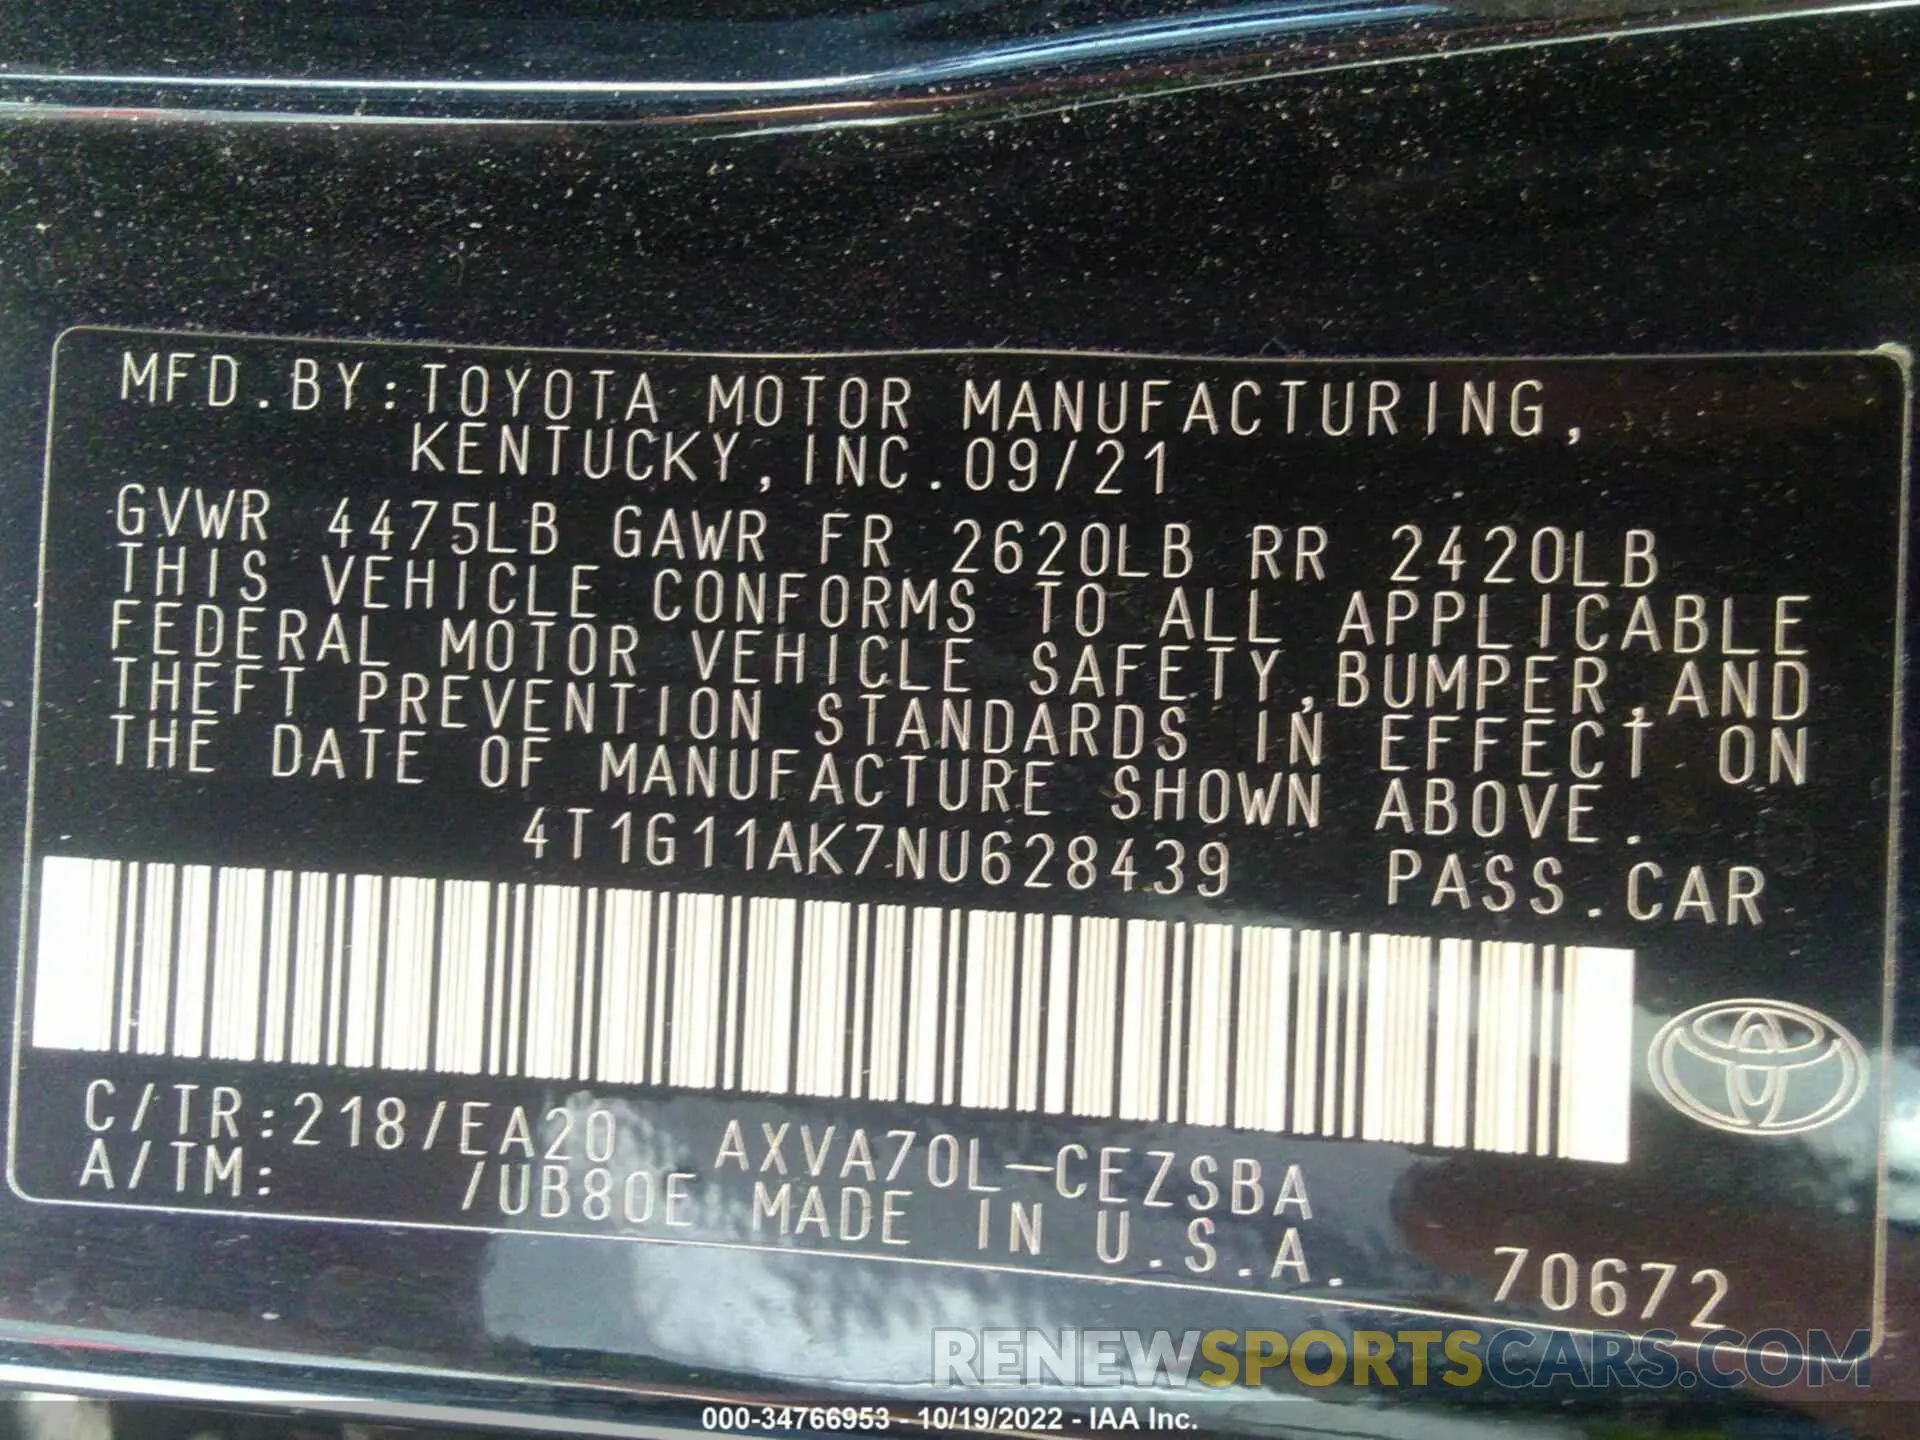 MFD.BY:TOYOTA MOTOR MANUFACTURING,
KENTUCKY,INC.09/21
GVWR 4475LB GAWR FR 2620LB RR 2420LB
THIS VEHICLE CONFORMS TO ALL APPLICABLE
FEDERAL MOTOR VEHICLE SAFETY,BUMPER,AND
THEFT PREVENTION STANDARDS IN EFFECT ON
THE DATE OF MANUFACTURE SHOWN ABOVE.
4T1G11AK7NU628439 PASS.CAR
C/TR:218/EA20 AXVA70L-CEZSBA
A/TM: /UB80E MADE IN U.S.A.
70672
RENEWSPORTSCARS.COM
000-34766953 - 10/19/2022 - IAA Inc.